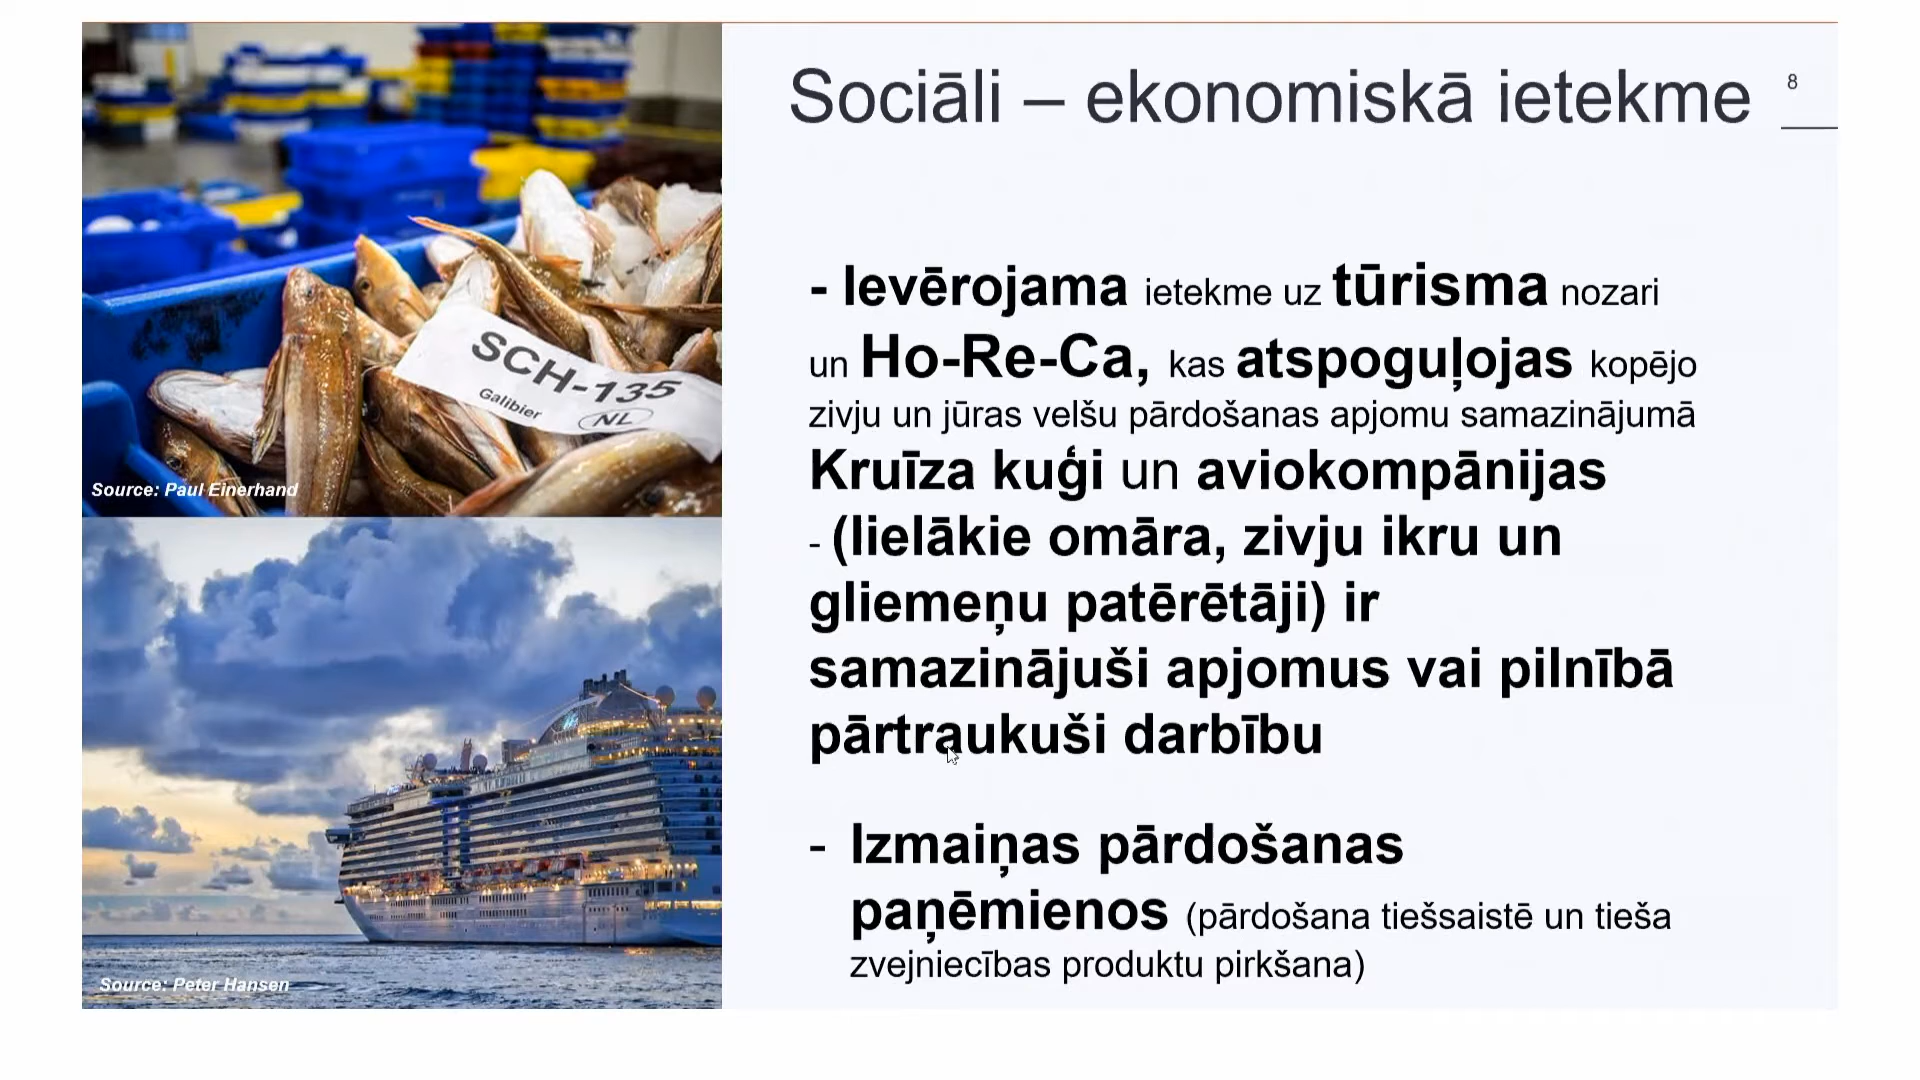 Sociāli – ekonomiskā ietekme
8
- Ievērojama ietekme uz tūrisma nozari
un Ho-Re-Ca, kas atspoguļojas kopējo
zivju un jūras velšu pārdošanas apjomu samazinājumā
Kruīza kuģi un aviokompānijas
- (lielākie omāra, zivju ikru un
gliemeņu patērētāji) ir
samazinājuši apjomus vai pilnībā
pārtraukuši darbību
- Izmaiņas pārdošanas
paņēmienos (pārdošana tiešsaistē un tieša
zvejniecības produktu pirkšana)
SCH-135
Galibier
NL
Source: Paul Einerhand
Source: Peter Hansen